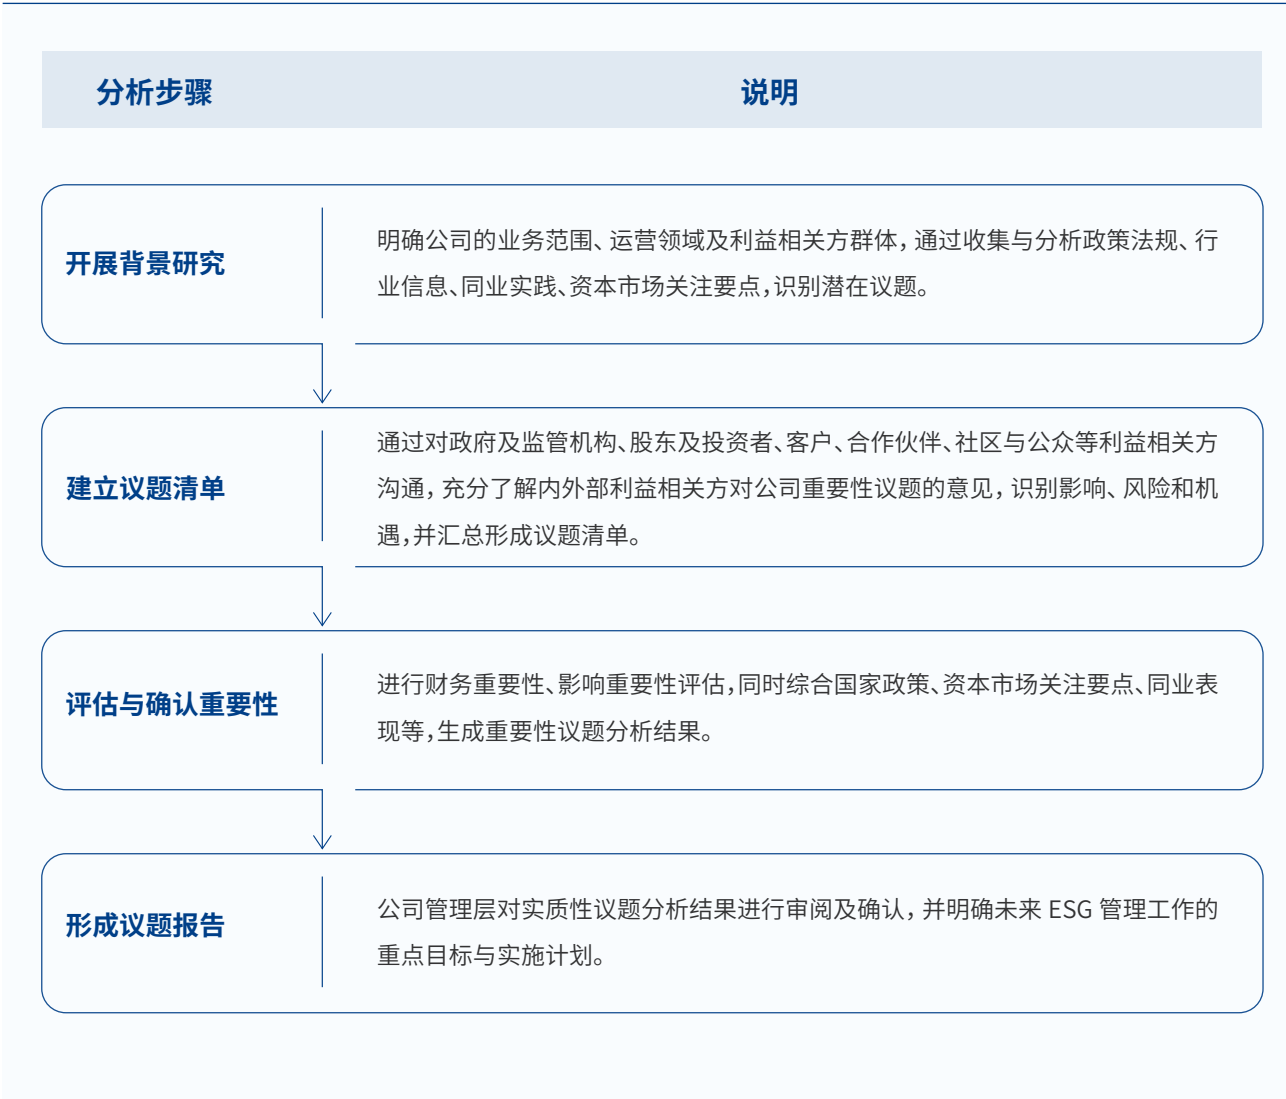 分析步骤
说明
开展背景研究
明确公司的业务范围、运营领域及利益相关方群体，通过收集与分析政策法规、行
业信息、同业实践、资本市场关注要点，识别潜在议题。
建立议题清单
通过对政府及监管机构、股东及投资者、客户、合作伙伴、社区与公众等利益相关方
沟通，充分了解内外部利益相关方对公司重要性议题的意见，识别影响、风险和机
遇，并汇总形成议题清单。
评估与确认重要性
进行财务重要性、影响重要性评估，同时综合国家政策、资本市场关注要点、同业表
现等，生成重要性议题分析结果。
形成议题报告
公司管理层对实质性议题分析结果进行审阅及确认，并明确未来 ESG 管理工作的
重点目标与实施计划。